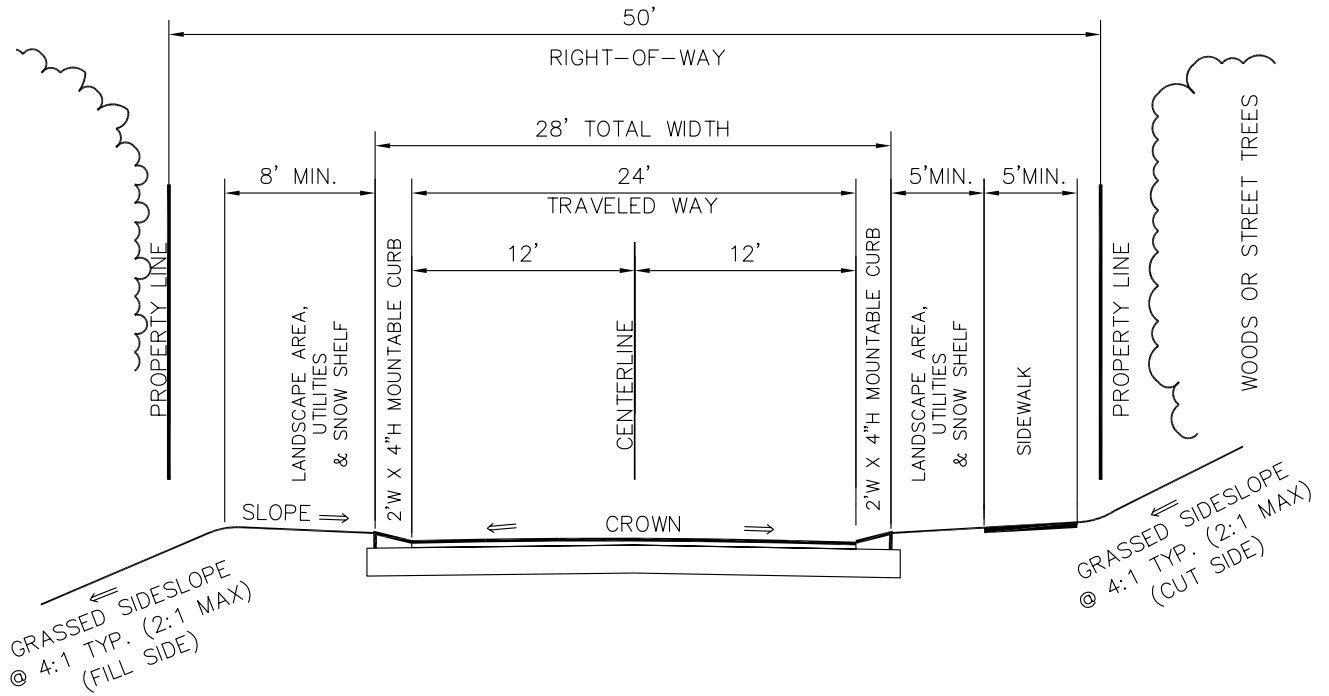 50'
RIGHT-OF-WAY
28' TOTAL WIDTH
8' MIN.
24'
5'MIN.
5'MIN.
TRAVELED WAY
12'
12'
PROPERTY LINE
LANDSCAPE AREA,
UTILITIES
& SNOW SHELF
2'W X 4"H MOUNTABLE CURB
CENTERLINE
2'W X 4"H MOUNTABLE CURB
LANDSCAPE AREA,
UTILITIES
& SNOW SHELF
SIDEWALK
PROPERTY LINE
WOODS OR STREET TREES
SLOPE
CROWN
GRASSED SIDESLOPE
@ 4:1 TYP. (2:1 MAX)
(FILL SIDE)
GRASSED SIDESLOPE
@ 4:1 TYP. (2:1 MAX)
(CUT SIDE)